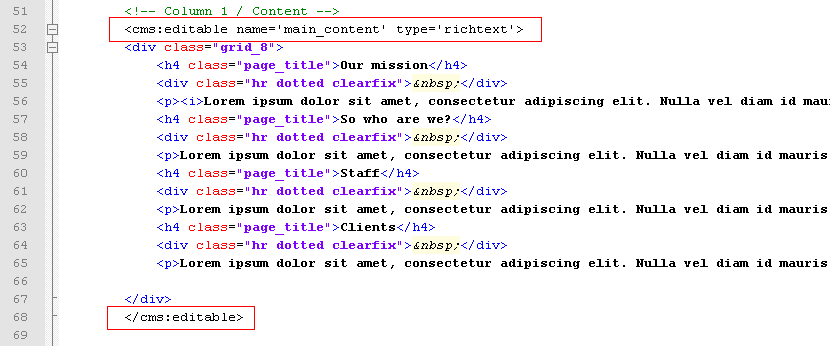 51 <!-- Column 1 / Content -->
52 <cms:editable name='main_content' type='richtext'>
53 <div class="grid_8">
54 <h4 class="page_title">Our mission</h4>
55 <div class="hr dotted clearfix">&nbsp;</div>
56 <p><i>Lorem ipsum dolor sit amet, consectetur adipiscing elit. Nulla vel diam id mau
57 <h4 class="page_title">So who are we?</h4>
58 <div class="hr dotted clearfix">&nbsp;</div>
59 <p>Lorem ipsum dolor sit amet, consectetur adipiscing elit. Nulla vel diam id mauris
60 <h4 class="page_title">Staff</h4>
61 <div class="hr dotted clearfix">&nbsp;</div>
62 <p>Lorem ipsum dolor sit amet, consectetur adipiscing elit. Nulla vel diam id mauris
63 <h4 class="page_title">Clients</h4>
64 <div class="hr dotted clearfix">&nbsp;</div>
65 <p>Lorem ipsum dolor sit amet, consectetur adipiscing elit. Nulla vel diam id mauris
66
67 </div>
68 </cms:editable>
69